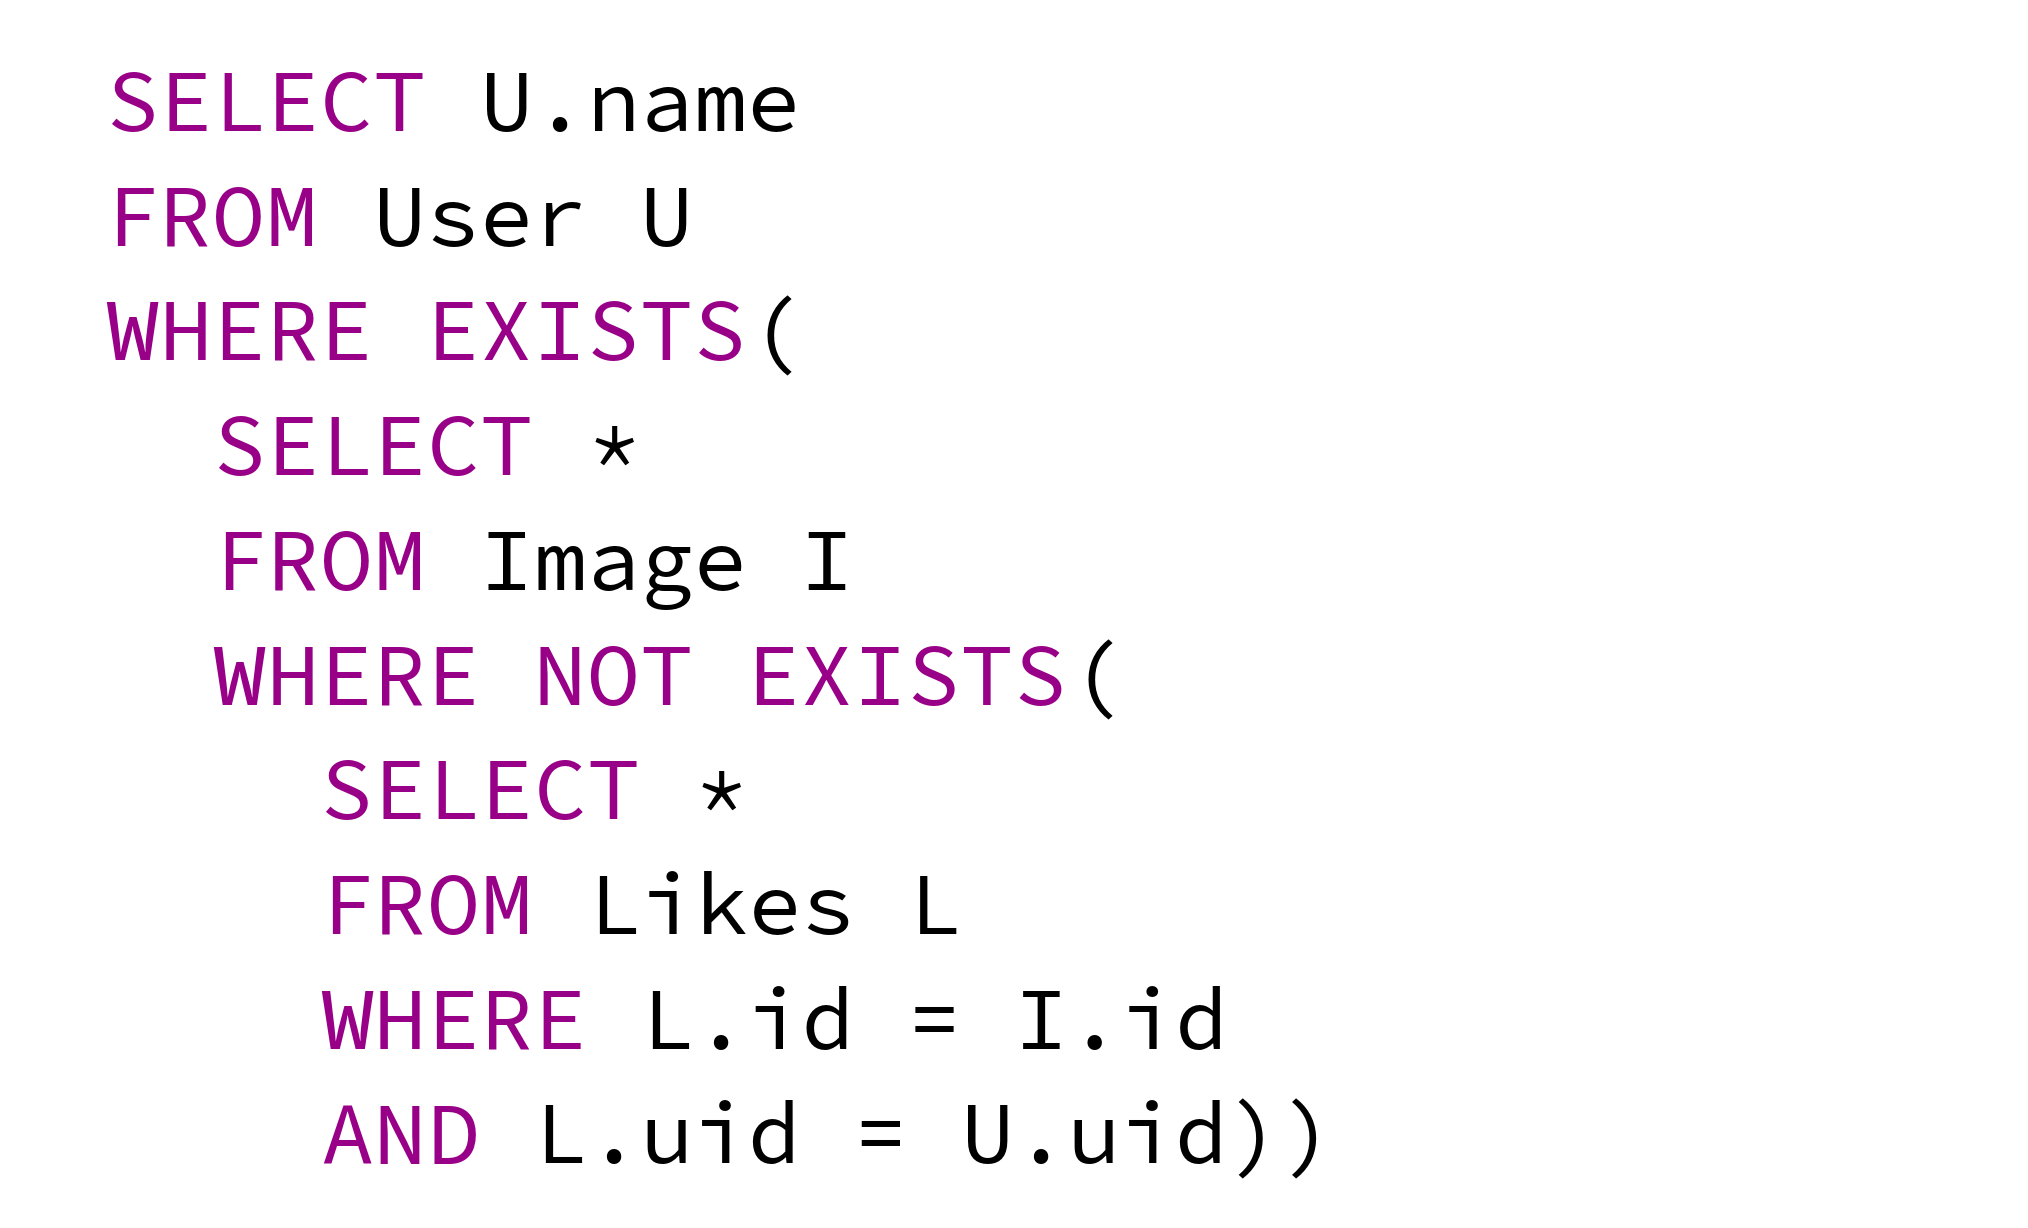 SELECT U.name
FROM User U
WHERE EXISTS(
  SELECT *
  FROM Image I
  WHERE NOT EXISTS(
    SELECT *
    FROM Likes L
    WHERE L.id = I.id
    AND L.uid = U.uid))